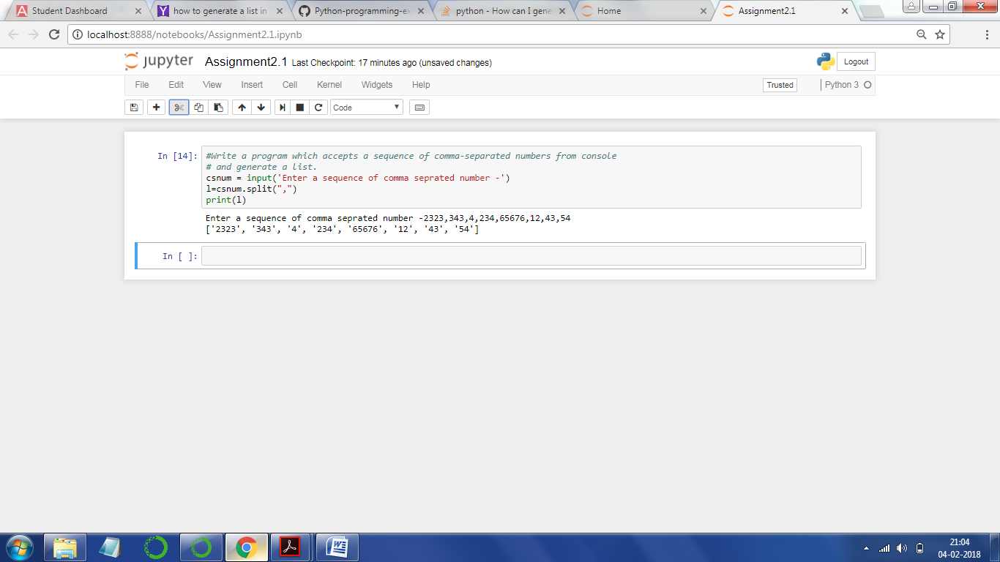 Student Dashboard
how to generate a list in
Python-programming-ex
python - How can I gene
Home
Assignment2.1
localhost:8888/notebooks/Assignment2.1.ipynb
jupyter Assignment2.1 Last Checkpoint: 17 minutes ago (unsaved changes)
Logout
File Edit View Insert Cell Kernel Widgets Help
Trusted
Python 3
Code
In [14]: #Write a program which accepts a sequence of comma-separated numbers from console
# and generate a list.
csnum = input('Enter a sequence of comma seprated number -')
l=csnum.split(",")
print(l)
Enter a sequence of comma seprated number -2323,343,4,234,65676,12,43,54
['2323', '343', '4', '234', '65676', '12', '43', '54']
In [ ]:
21:04
04-02-2018